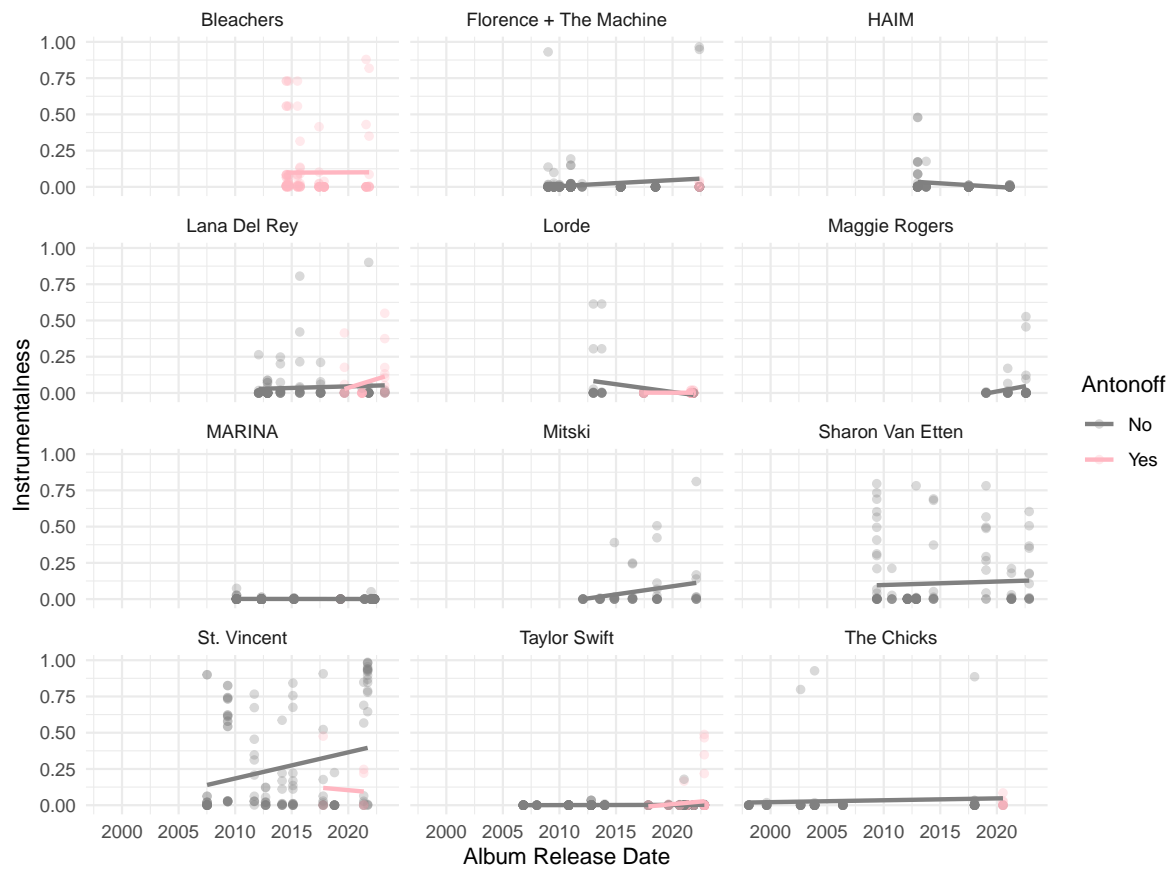 Bleachers
Florence + The Machine
HAIM
1.00
0.75
0.50
0.25
0.00
Lana Del Rey
Lorde
Maggie Rogers
1.00
0.75
0.50
0.25
0.00
MARINA
Mitski
Sharon Van Etten
1.00
0.75
0.50
0.25
0.00
St. Vincent
Taylor Swift
The Chicks
1.00
0.75
0.50
0.25
0.00
2000 2005 2010 2015 2020
2000 2005 2010 2015 2020
2000 2005 2010 2015 2020
Album Release Date
Instrumentalness
Antonoff
No
Yes